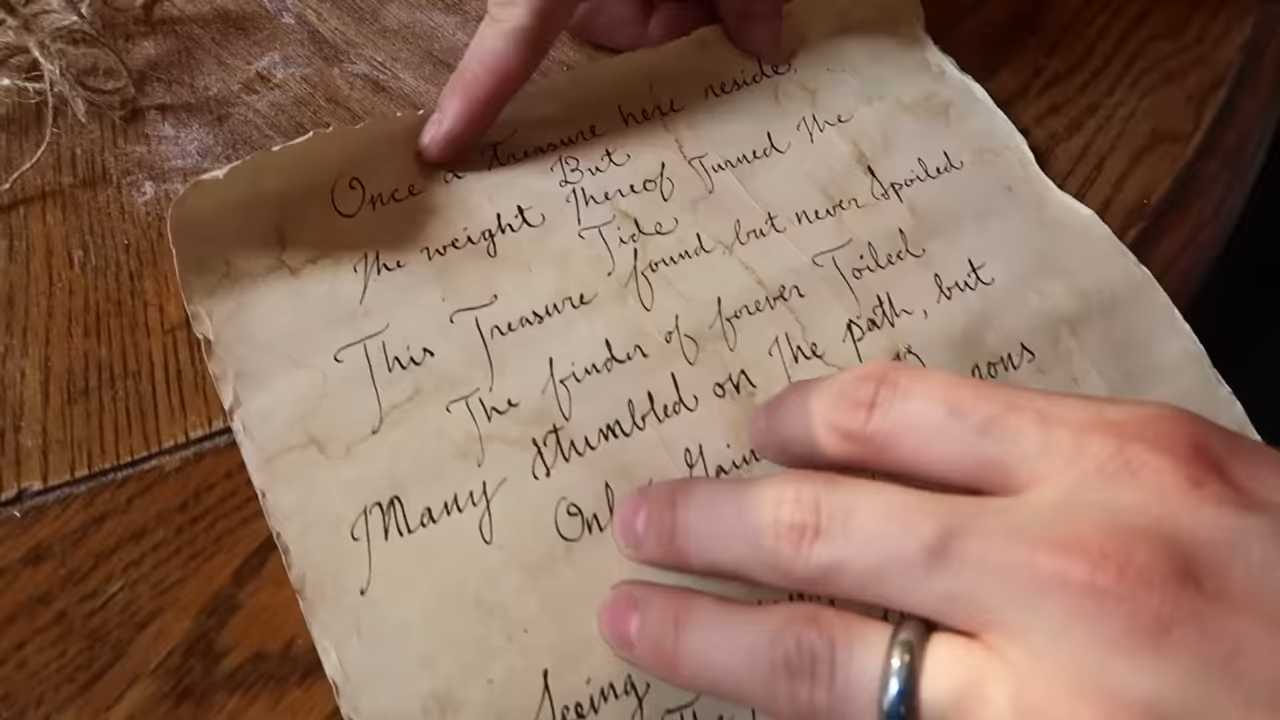 Once a Treasure here reside,
But
The weight Thereof Turned The
Tide
This Treasure found, but never spoiled
The finder of forever Toiled
Many stumbled on The path, but
Seeing